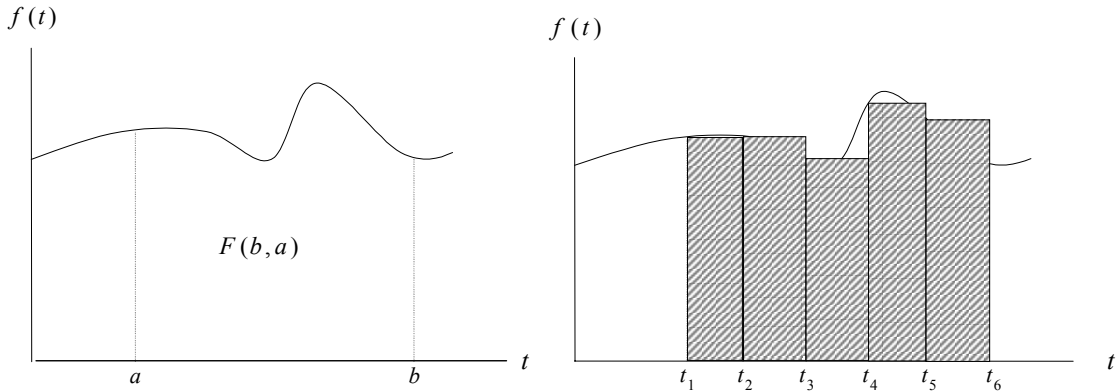 f(t)
f(t)
F(b,a)
t
a
b
t
t₁ t₂ t₃ t₄ t₅ t₆